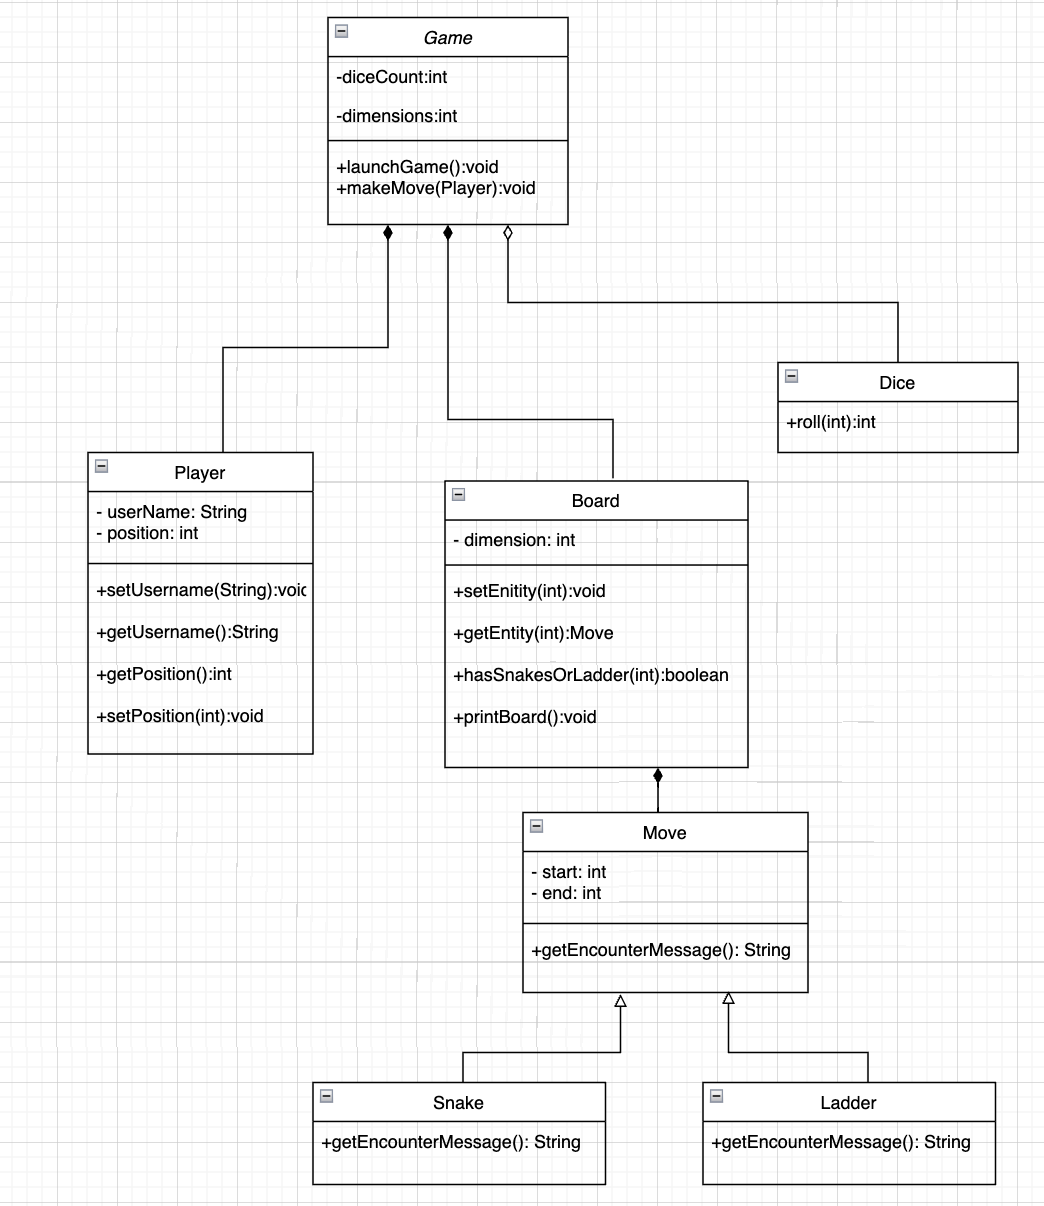 Game
-diceCount:int
-dimensions:int
+launchGame():void
+makeMove(Player):void
Dice
+roll(int):int
Player
- userName: String
- position: int
+setUsername(String):void
+getUsername():String
+getPosition():int
+setPosition(int):void
Board
- dimension: int
+setEnitity(int):void
+getEntity(int):Move
+hasSnakesOrLadder(int):boolean
+printBoard():void
Move
- start: int
- end: int
+getEncounterMessage(): String
Snake
+getEncounterMessage(): String
Ladder
+getEncounterMessage(): String